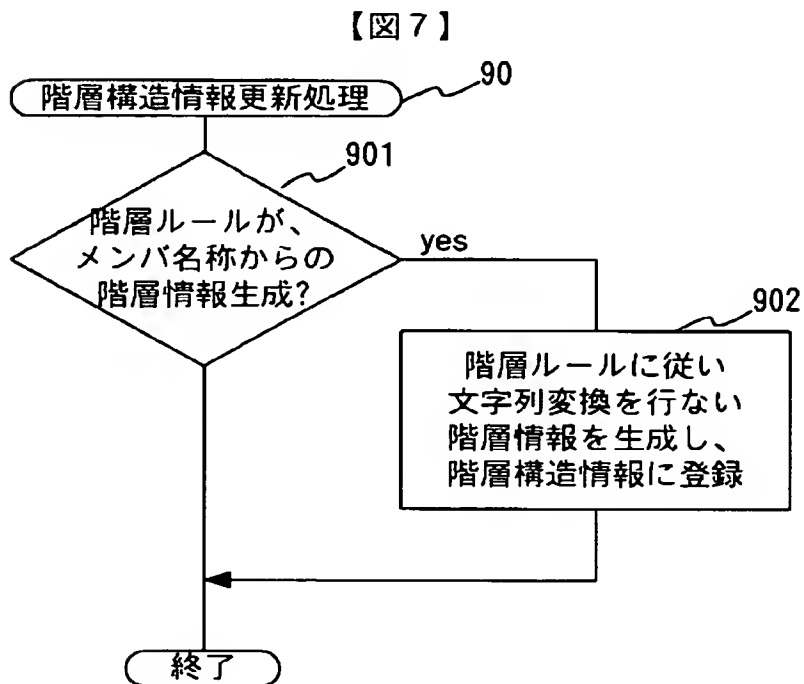 【図７】
階層構造情報更新処理
90
901
階層ルールが、
メンバ名称からの
階層情報生成?
yes
902
階層ルールに従い
文字列変換を行ない
階層情報を生成し、
階層構造情報に登録
終了